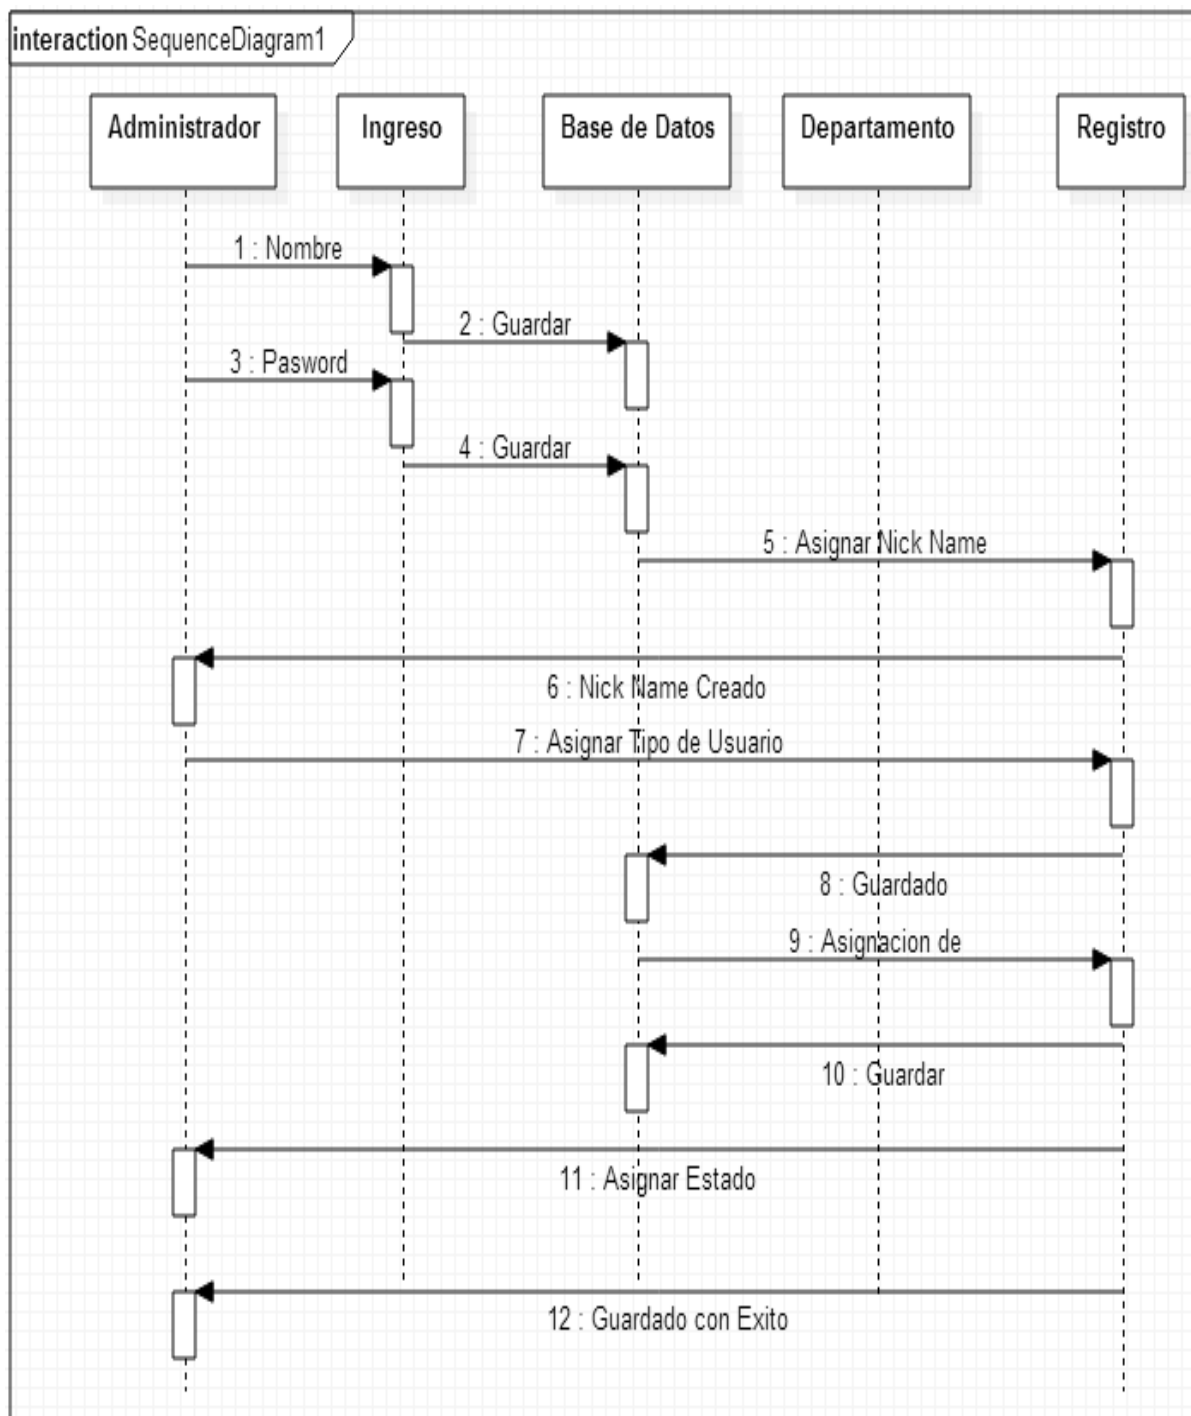 interaction SequenceDiagram1
Administrador
Ingreso
Base de Datos
Departamento
Registro
1 : Nombre
2 : Guardar
3 : Pasword
4 : Guardar
5 : Asignar Nick Name
6 : Nick Name Creado
7 : Asignar Tipo de Usuario
8 : Guardado
9 : Asignacion de
10 : Guardar
11 : Asignar Estado
12 : Guardado con Exito